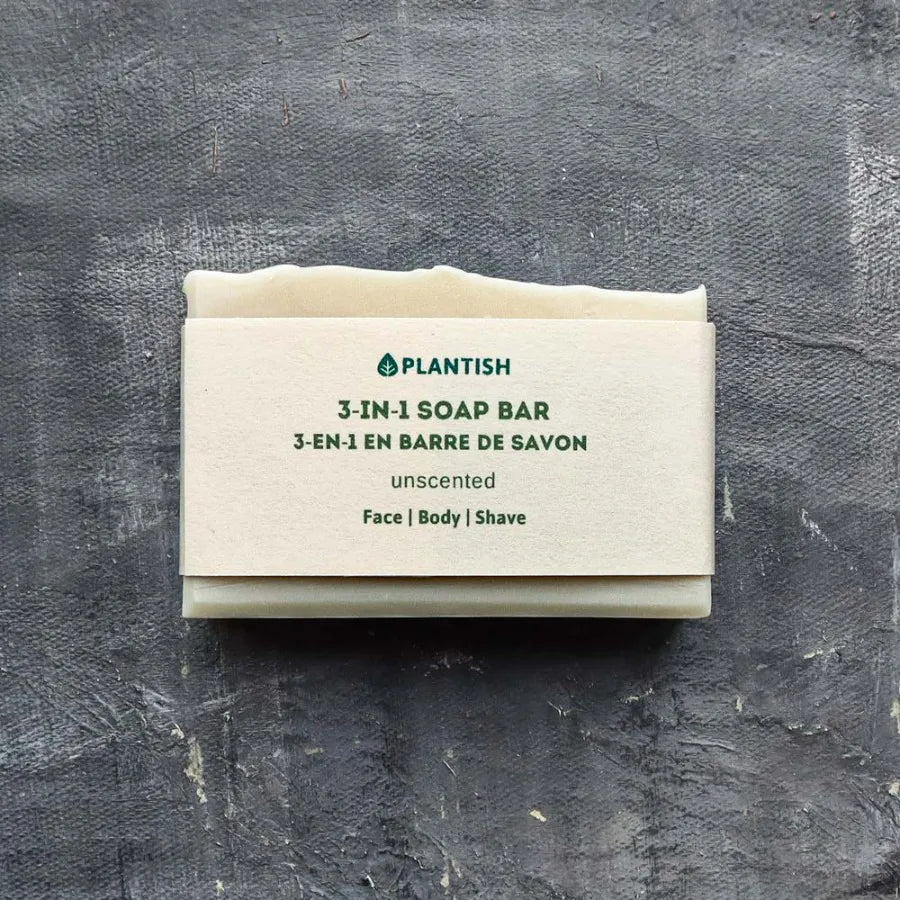 PLANTISH
3-IN-1 SOAP BAR
3-EN-1 EN BARRE DE SAVON
unscented
Face | Body | Shave